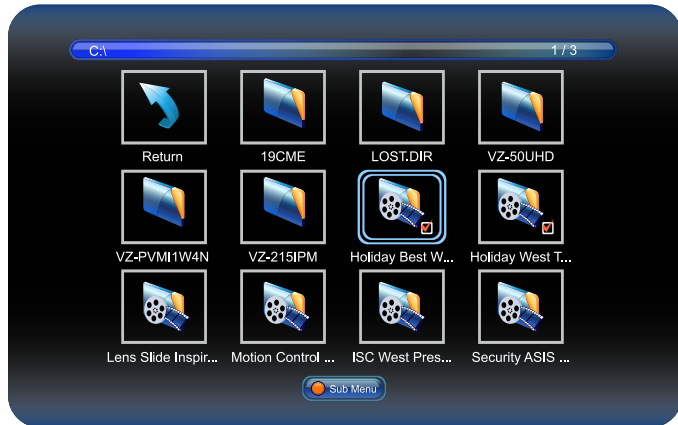 C:\ 1 / 3
Return 19CME LOST.DIR VZ-50UHD
VZ-PVMI1W4N VZ-215IPM Holiday Best W... Holiday West T...
Lens Slide Inspir... Motion Control ... ISC West Pres... Security ASIS ...
Sub Menu